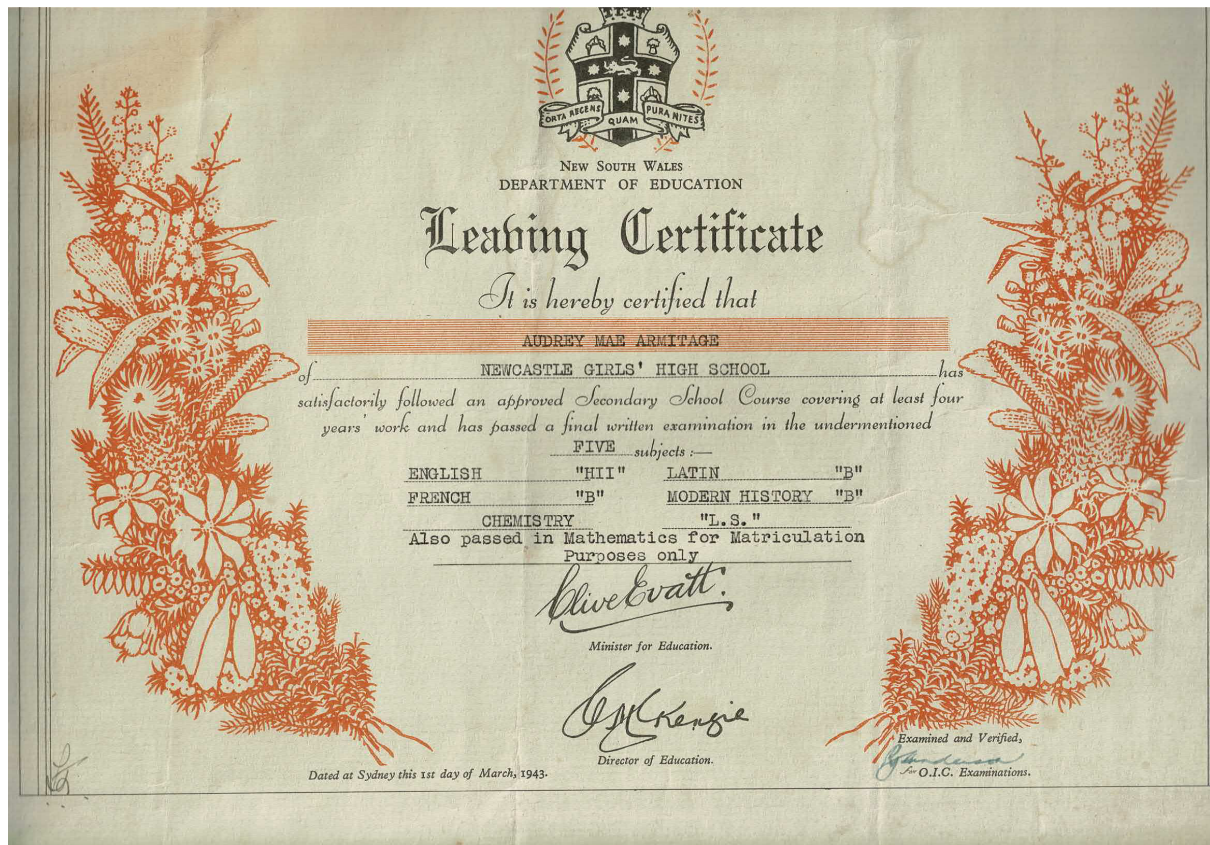 ORTA RECENS QUAM PURA NITES
NEW SOUTH WALES
DEPARTMENT OF EDUCATION
Leaving Certificate
It is hereby certified that
AUDREY MAE ARMITAGE
of NEWCASTLE GIRLS' HIGH SCHOOL has
satisfactorily followed an approved Secondary School Course covering at least four
years' work and has passed a final written examination in the undermentioned
FIVE subjects :—
ENGLISH "HII" LATIN "B"
FRENCH "B" MODERN HISTORY "B"
CHEMISTRY "L.S."
Also passed in Mathematics for Matriculation
Purposes only
Clive Evatt.
Minister for Education.
McKenzie
Director of Education.
Examined and Verified,
for O.I.C. Examinations.
Dated at Sydney this 1st day of March, 1943.